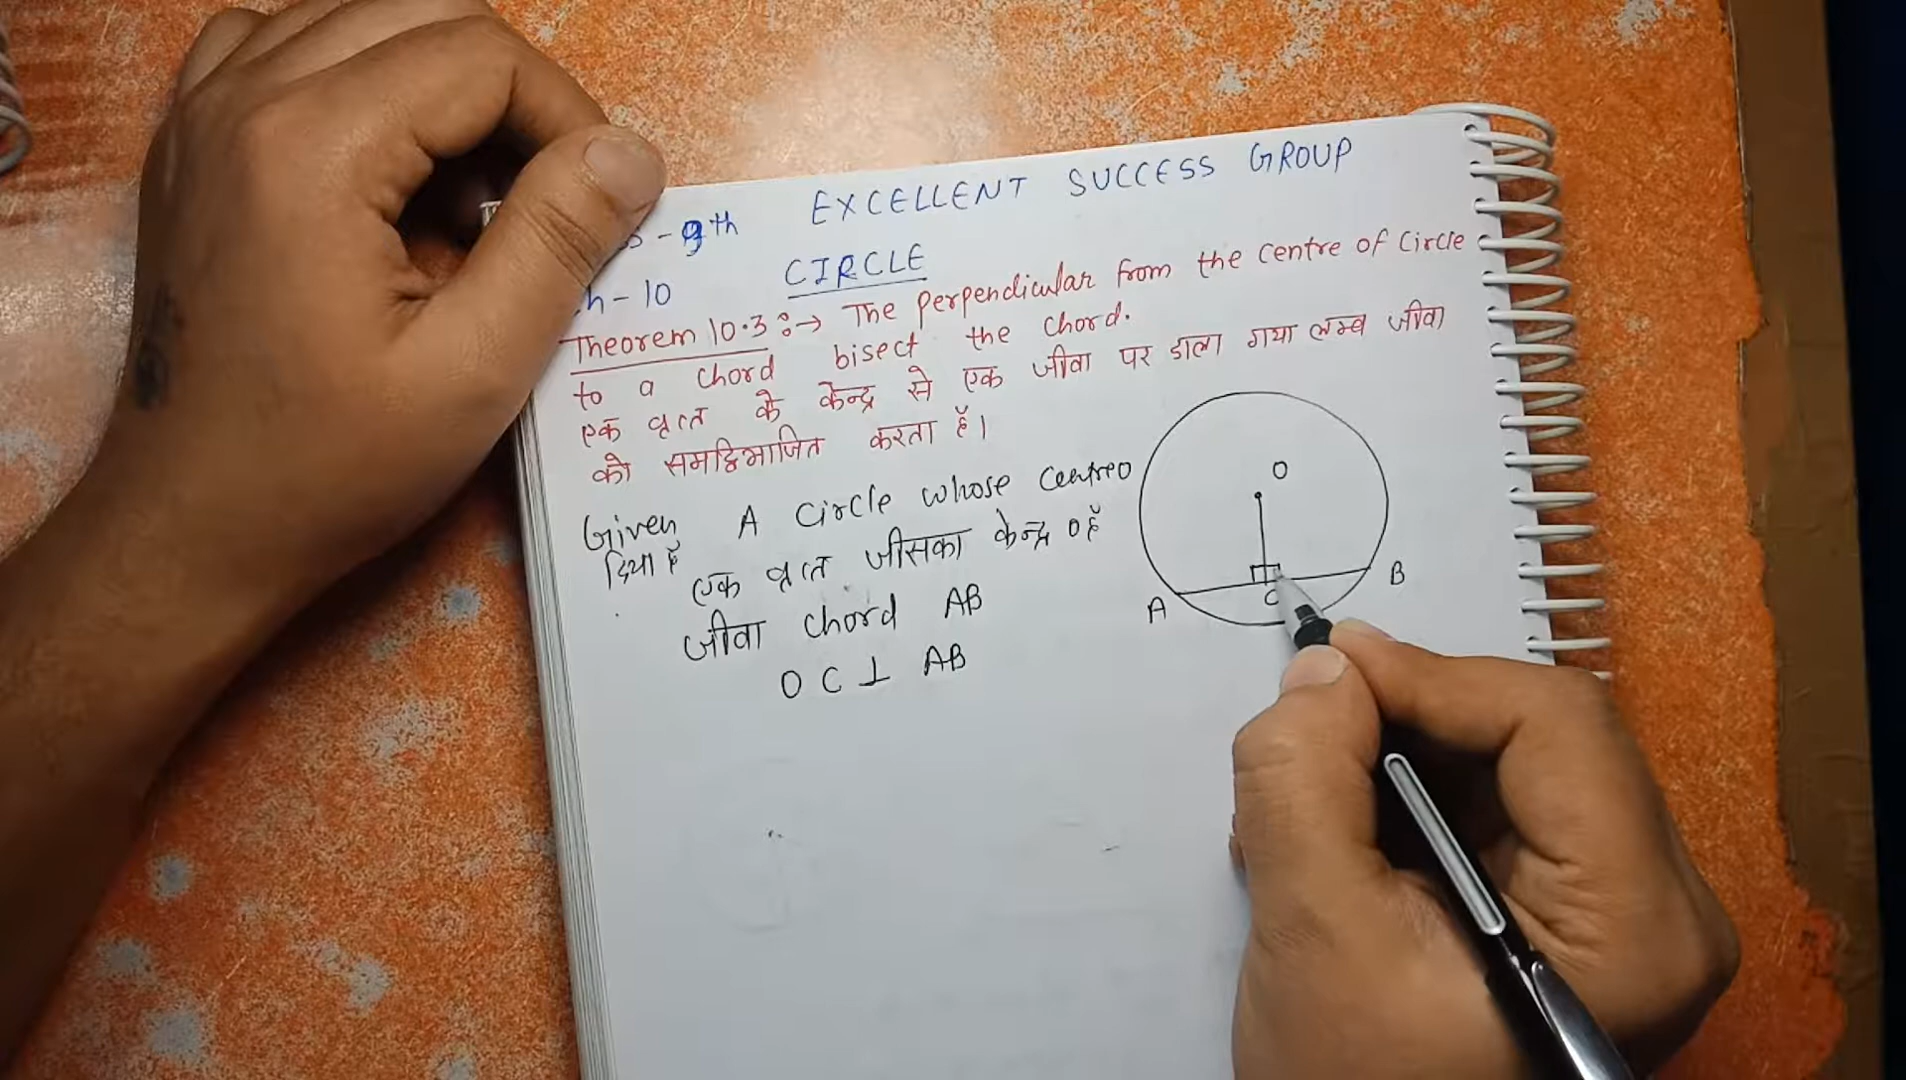 - 9th EXCELLENT SUCCESS GROUP
- 10 CIRCLE
Theorem 10.3 :→ The perpendicular from the centre of Circle
to a chord bisect the chord.
एक वृत्त के केन्द्र से एक जीवा पर डाला गया लम्ब जीवा
को समद्विभाजित करता हैं।
Given A Circle whose centre O
दिया हैं
एक वृत्त जीसका केन्द्र O हैं
जीवा chord AB
OC ⊥ AB
O
A
C
B